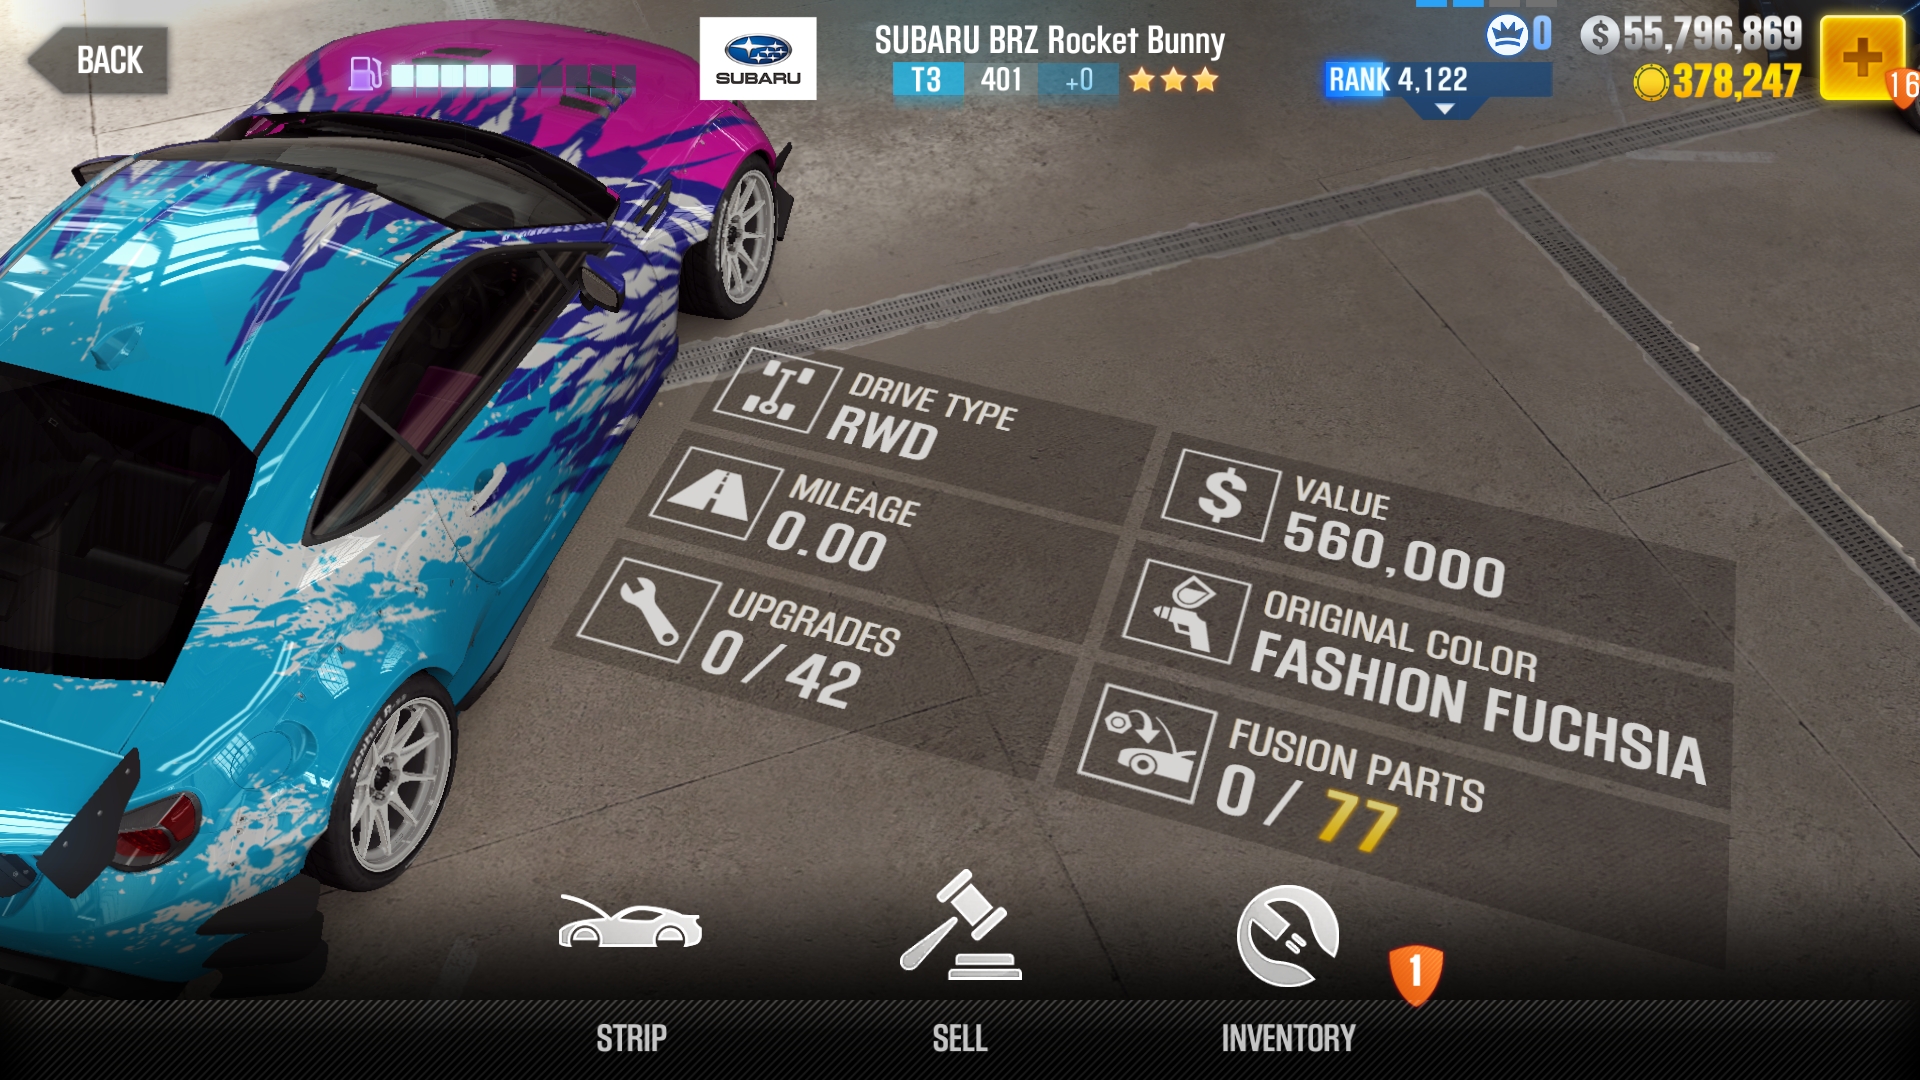 BACK
SUBARU
SUBARU BRZ Rocket Bunny
T3 401 +0
RANK 4,122
0
55,796,869
378,247
16
DRIVE TYPE
RWD
MILEAGE
0.00
UPGRADES
0 / 42
VALUE
560,000
ORIGINAL COLOR
FASHION FUCHSIA
FUSION PARTS
0 / 77
STRIP
SELL
INVENTORY
1